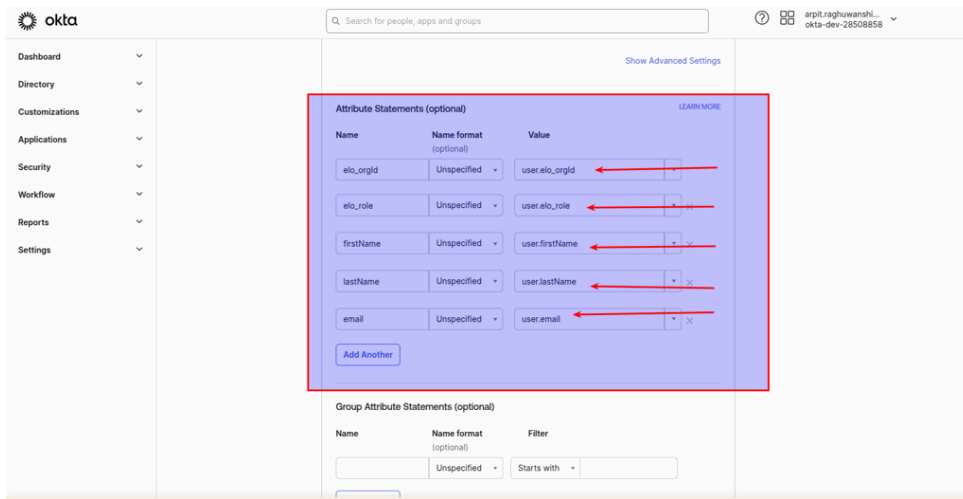 okta
Search for people, apps and groups
arpit.raghuwanshi...
okta-dev-28508858
Dashboard
Directory
Customizations
Applications
Security
Workflow
Reports
Settings
Show Advanced Settings
Attribute Statements (optional)
LEARN MORE
Name Name format Value
(optional)
elo_orgId Unspecified user.elo_orgId
elo_role Unspecified user.elo_role
firstName Unspecified user.firstName
lastName Unspecified user.lastName
email Unspecified user.email
Add Another
Group Attribute Statements (optional)
Name Name format Filter
(optional)
Unspecified Starts with